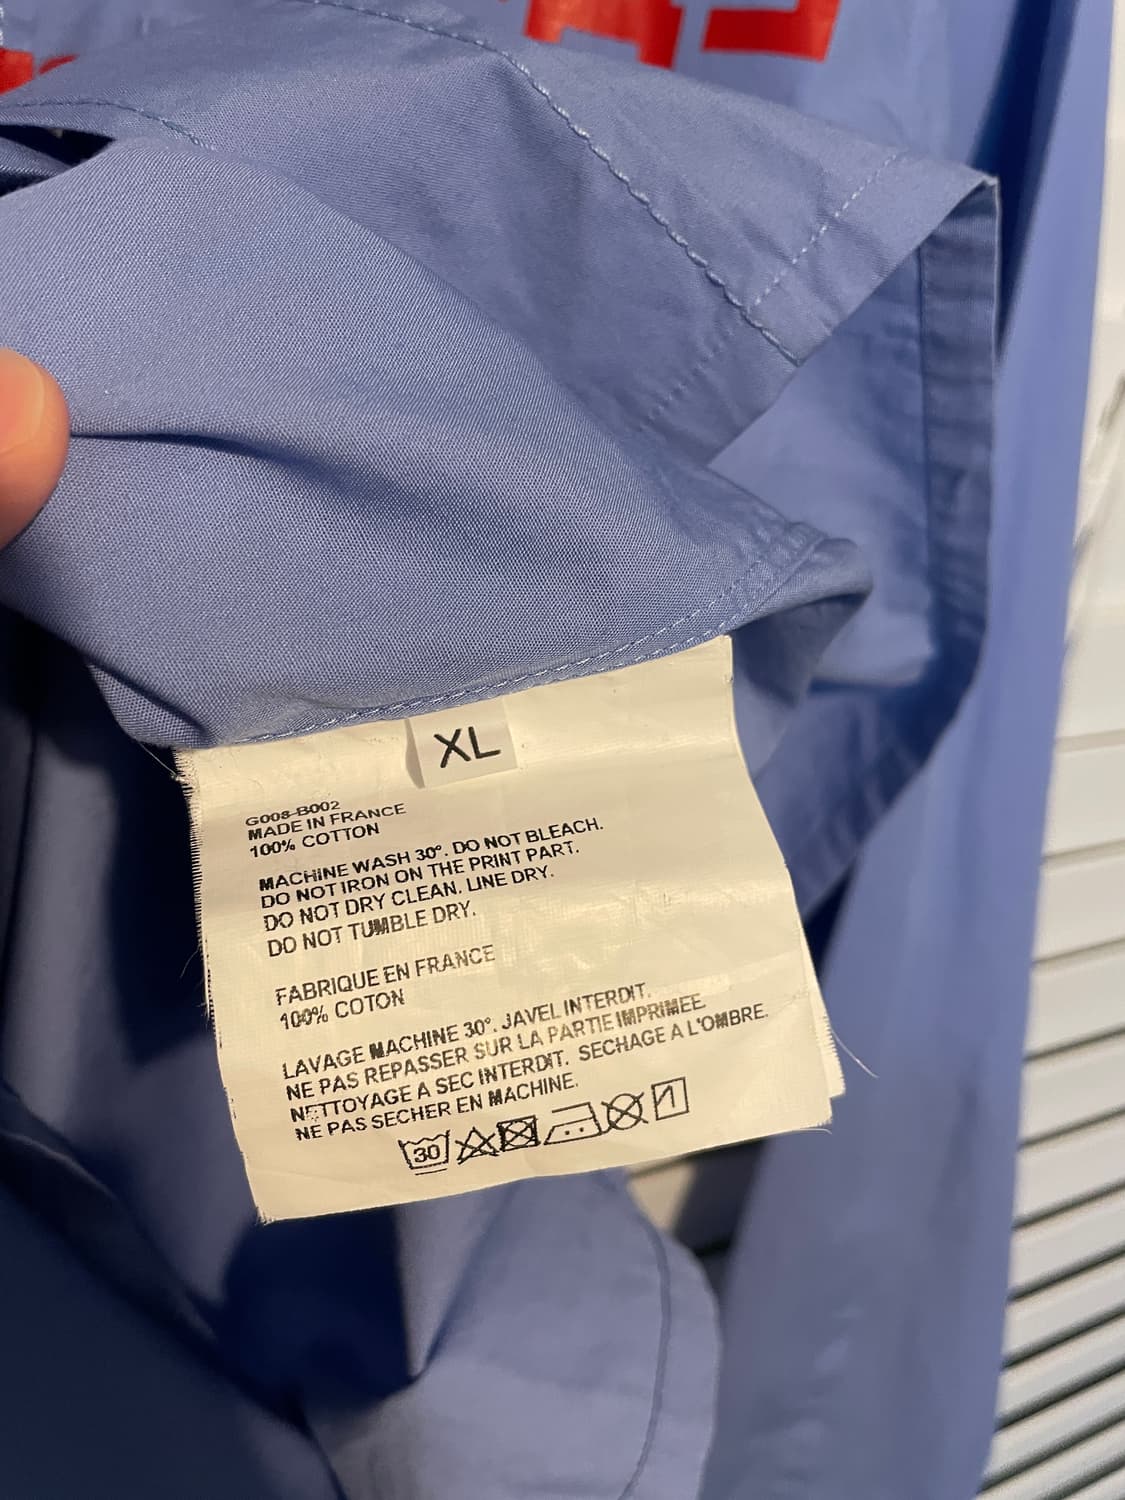 XL
G008-B002
MADE IN FRANCE
100% COTTON
MACHINE WASH 30°. DO NOT BLEACH.
DO NOT IRON ON THE PRINT PART.
DO NOT DRY CLEAN. LINE DRY.
DO NOT TUMBLE DRY.
FABRIQUE EN FRANCE
100% COTON
LAVAGE MACHINE 30°. JAVEL INTERDIT.
NE PAS REPASSER SUR LA PARTIE IMPRIMEE.
NETTOYAGE A SEC INTERDIT. SECHAGE A L'OMBRE.
NE PAS SECHER EN MACHINE.
30